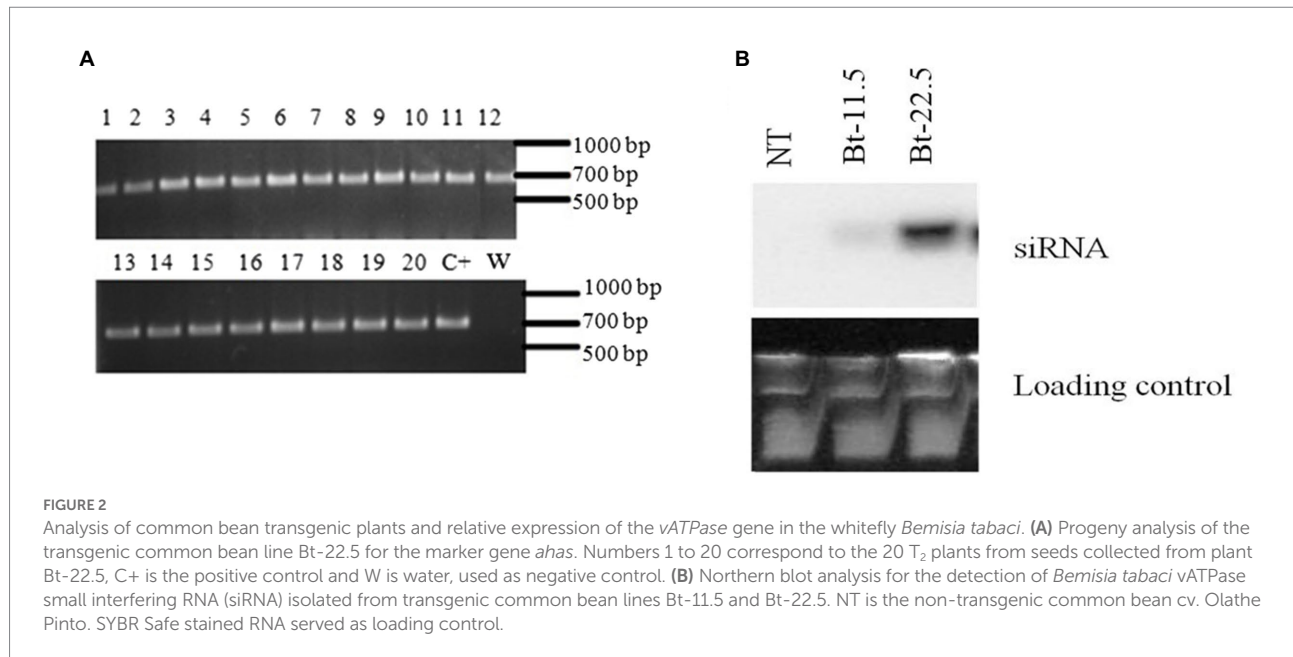 A
1 2 3 4 5 6 7 8 9 10 11 12
1000 bp
700 bp
500 bp
13 14 15 16 17 18 19 20 C+ W
1000 bp
700 bp
500 bp
B
NT
Bt-11.5
Bt-22.5
siRNA
Loading control
FIGURE 2
Analysis of common bean transgenic plants and relative expression of the vATPase gene in the whitefly Bemisia tabaci. (A) Progeny analysis of the
transgenic common bean line Bt-22.5 for the marker gene ahas. Numbers 1 to 20 correspond to the 20 T₂ plants from seeds collected from plant
Bt-22.5, C+ is the positive control and W is water, used as negative control. (B) Northern blot analysis for the detection of Bemisia tabaci vATPase
small interfering RNA (siRNA) isolated from transgenic common bean lines Bt-11.5 and Bt-22.5. NT is the non-transgenic common bean cv. Olathe
Pinto. SYBR Safe stained RNA served as loading control.